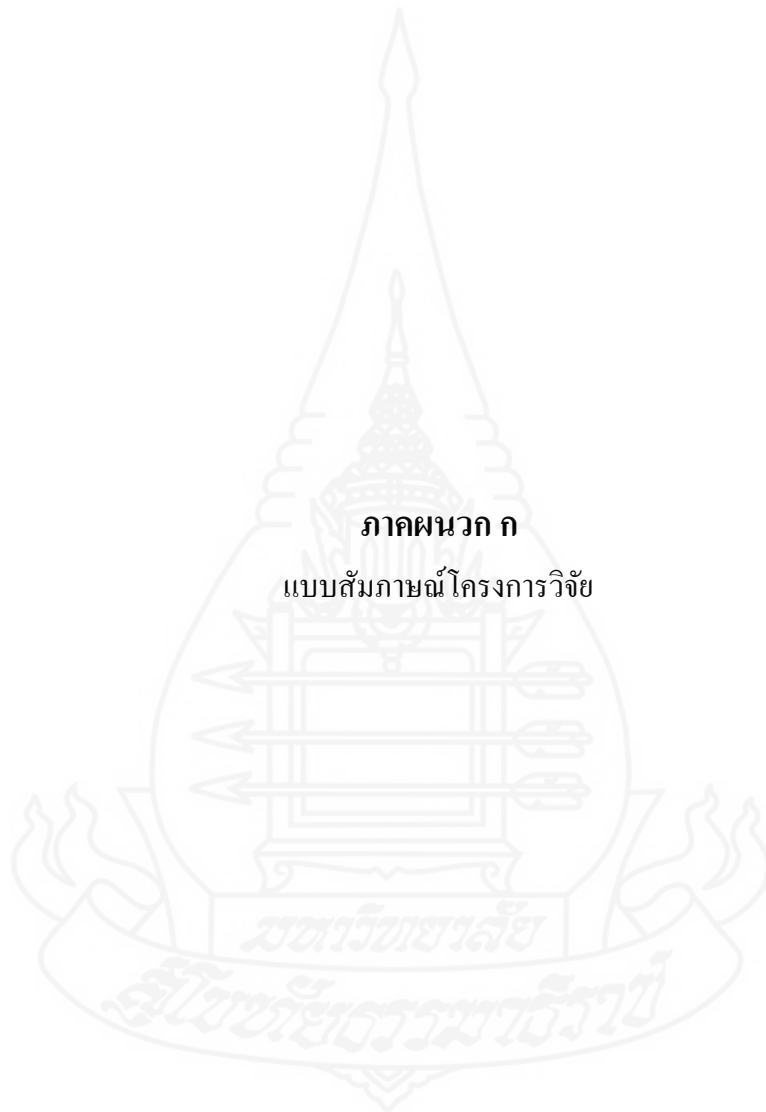 ภาคผนวก ก
แบบสัมภาษณ์โครงการวิจัย
มหาวิทยาลัย
สุโขทัยธรรมาธิราช